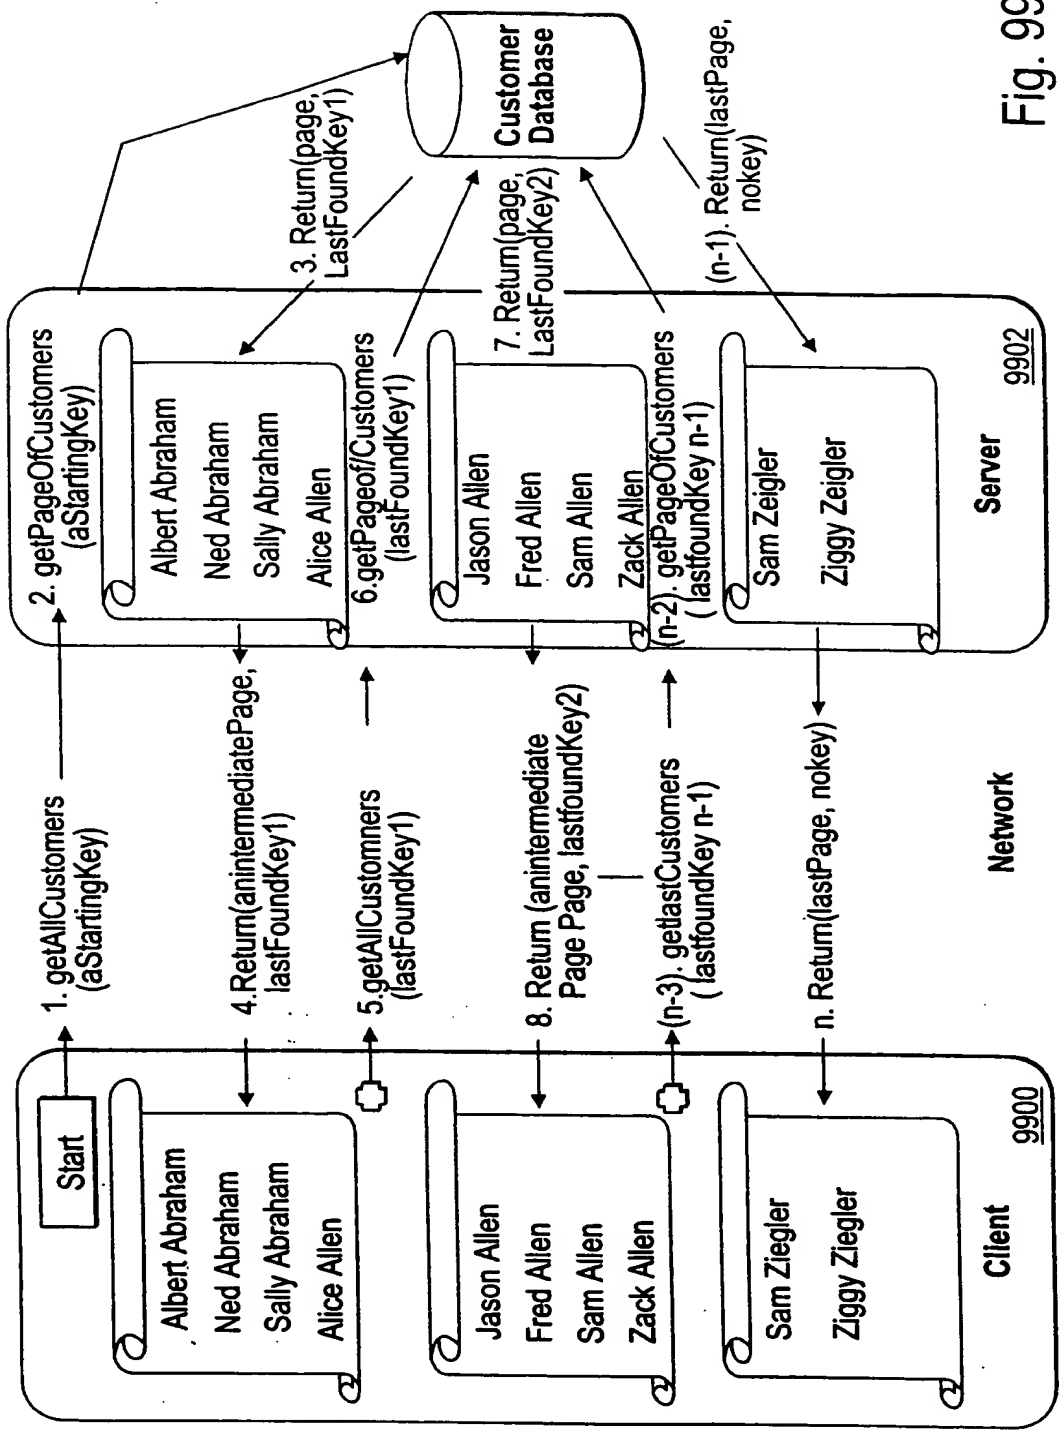 Start
1. getAllCustomers
(aStartingKey)
2. getPageOfCustomers
(aStartingKey)
3. Return(page,
LastFoundKey1)
Albert Abraham
Ned Abraham
Sally Abraham
Alice Allen
4.Return(anintermediatePage,
lastFoundKey1)
Albert Abraham
Ned Abraham
Sally Abraham
Alice Allen
5.getAllCustomners
(lastFoundKey1)
6.getPageof/Customers
(lastFoundKey1)
Customer
Database
7. Return(page,
LastFoundKey2)
Jason Allen
Fred Allen
Sam Allen
Zack Allen
8. Return (anintermediate
Page Page, lastfoundKey2)
Jason Allen
Fred Allen
Sam Allen
Zack Allen
(n-3). getlastCustomers
( lastfoundKey n-1)
(n-2). getPageOfCustomers
( lastfoundKey n-1)
(n-1). Return(lastPage,
nokey)
Sam Zeigler
Ziggy Zeigler
n. Return(lastPage, nokey)
Sam Ziegler
Ziggy Ziegler
9900
Client
Network
9902
Server
Fig. 99